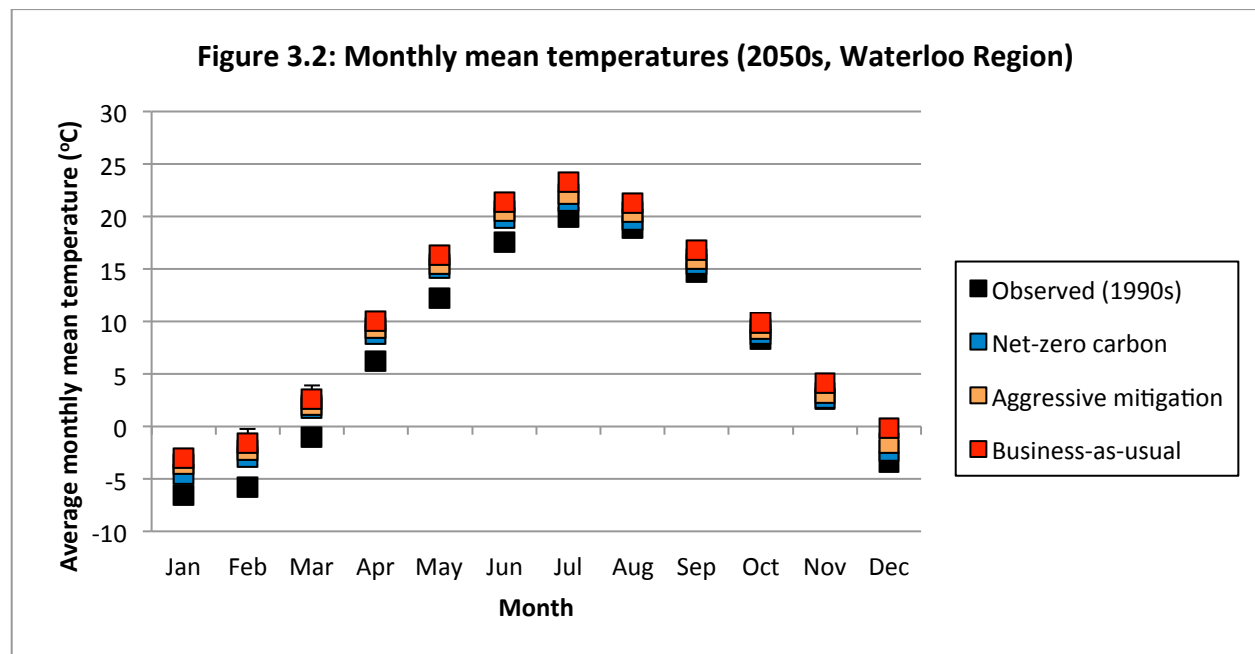 Figure 3.2: Monthly mean temperatures (2050s, Waterloo Region)
Average monthly mean temperature (°C)
30
25
20
15
10
5
0
-5
-10
Jan Feb Mar Apr May Jun Jul Aug Sep Oct Nov Dec
Month
Observed (1990s)
Net-zero carbon
Aggressive mitigation
Business-as-usual